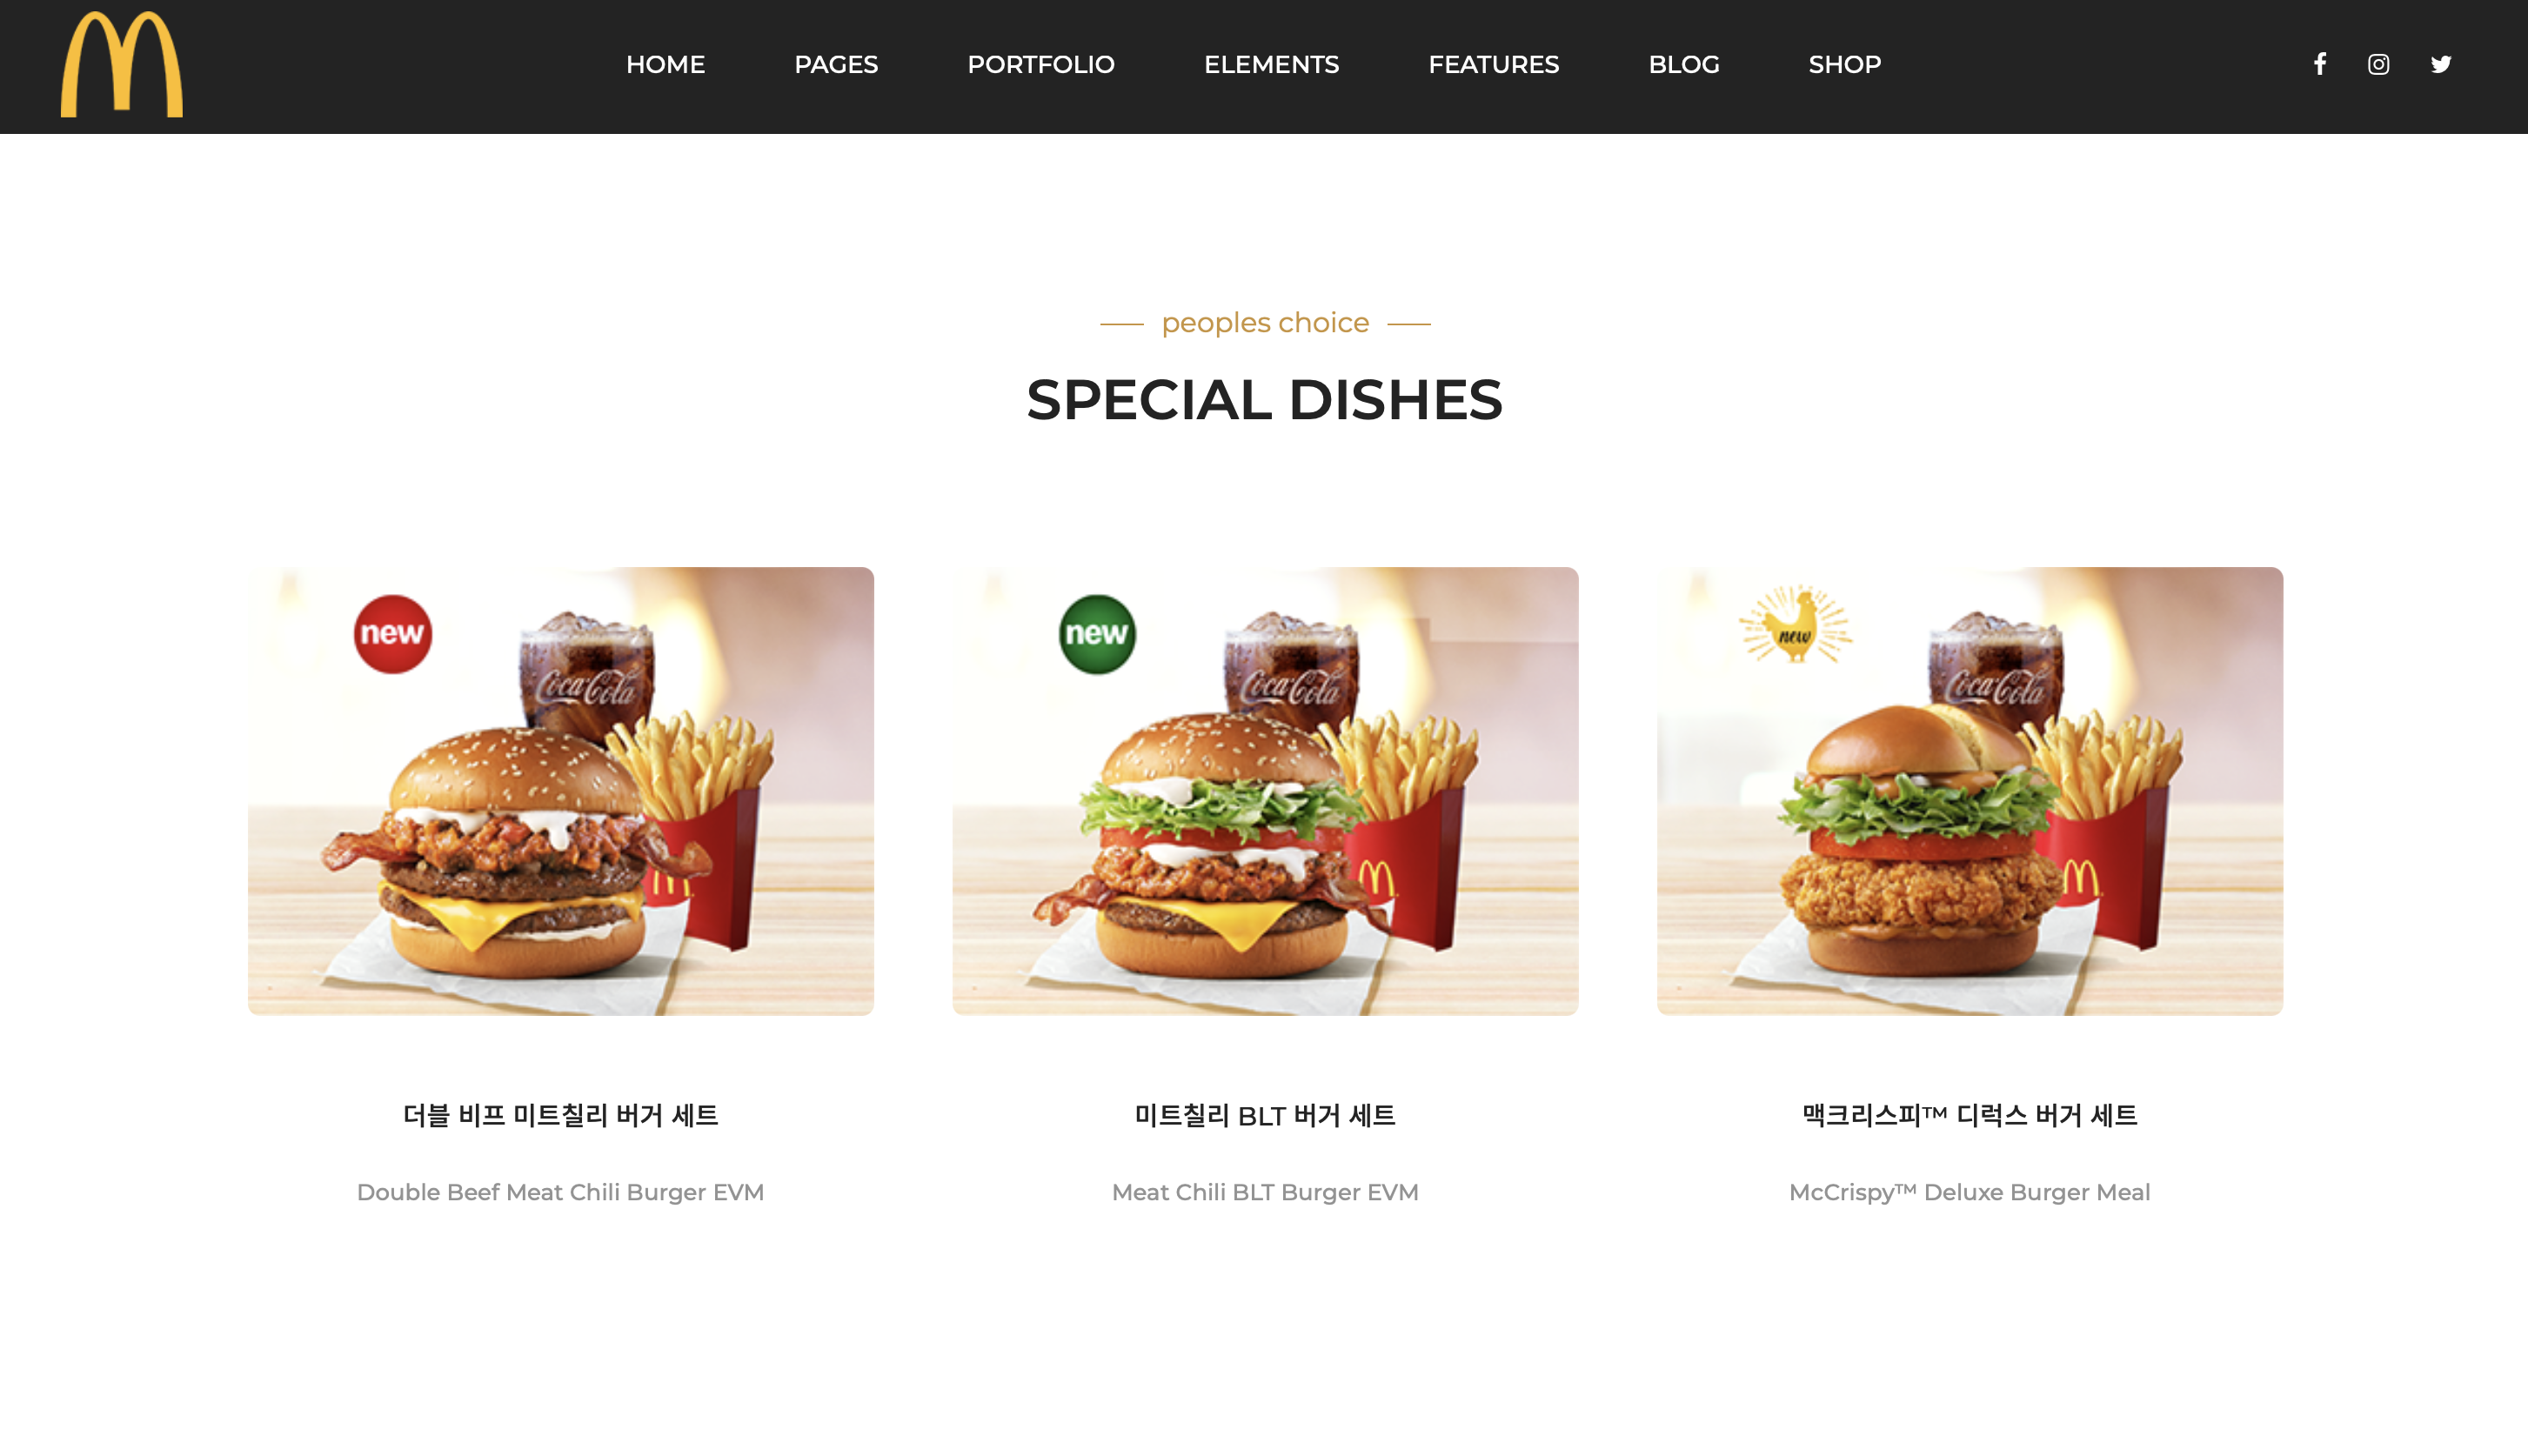 HOME PAGES PORTFOLIO ELEMENTS FEATURES BLOG SHOP
peoples choice
SPECIAL DISHES
new
Coca-Cola
new
Coca-Cola
new
Coca-Cola
더블 비프 미트칠리 버거 세트
Double Beef Meat Chili Burger EVM
미트칠리 BLT 버거 세트
Meat Chili BLT Burger EVM
맥크리스피™ 디럭스 버거 세트
McCrispy™ Deluxe Burger Meal